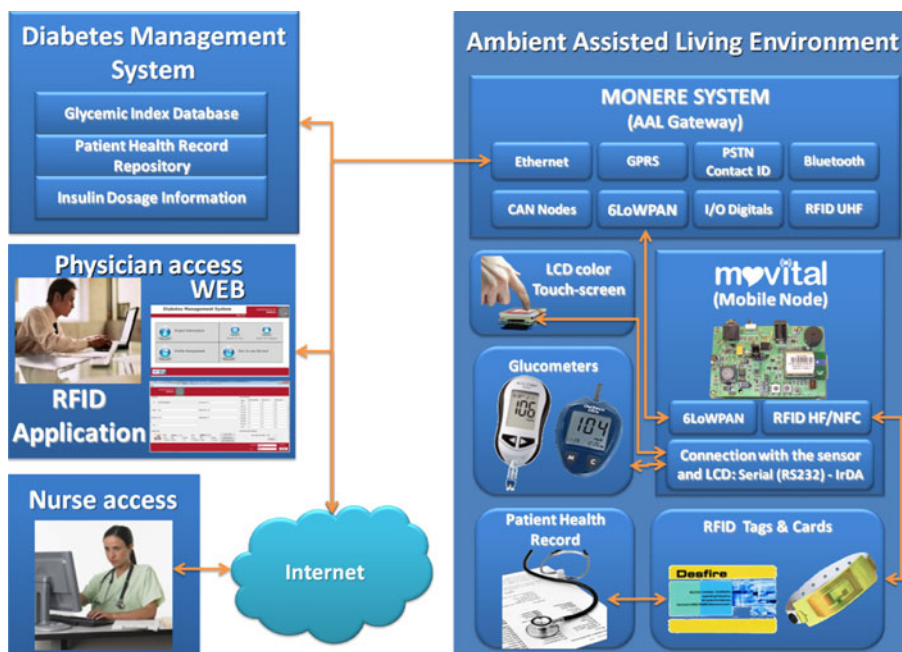 Diabetes Management
System
Glycemic Index Database
Patient Health Record
Repository
Insulin Dosage Information
Physician access
WEB
Diabetes Management System
RFID
Application
Nurse access
Internet
Ambient Assisted Living Environment
MONERE SYSTEM
(AAL Gateway)
Ethernet
GPRS
PSTN
Contact ID
Bluetooth
CAN Nodes
6LoWPAN
I/O Digitals
RFID UHF
LCD color
Touch-screen
movital
(Mobile Node)
Glucometers
106
104
M
C
6LoWPAN
RFID HF/NFC
Connection with the sensor
and LCD: Serial (RS232) - IrDA
Patient Health
Record
RFID Tags & Cards
Desfire